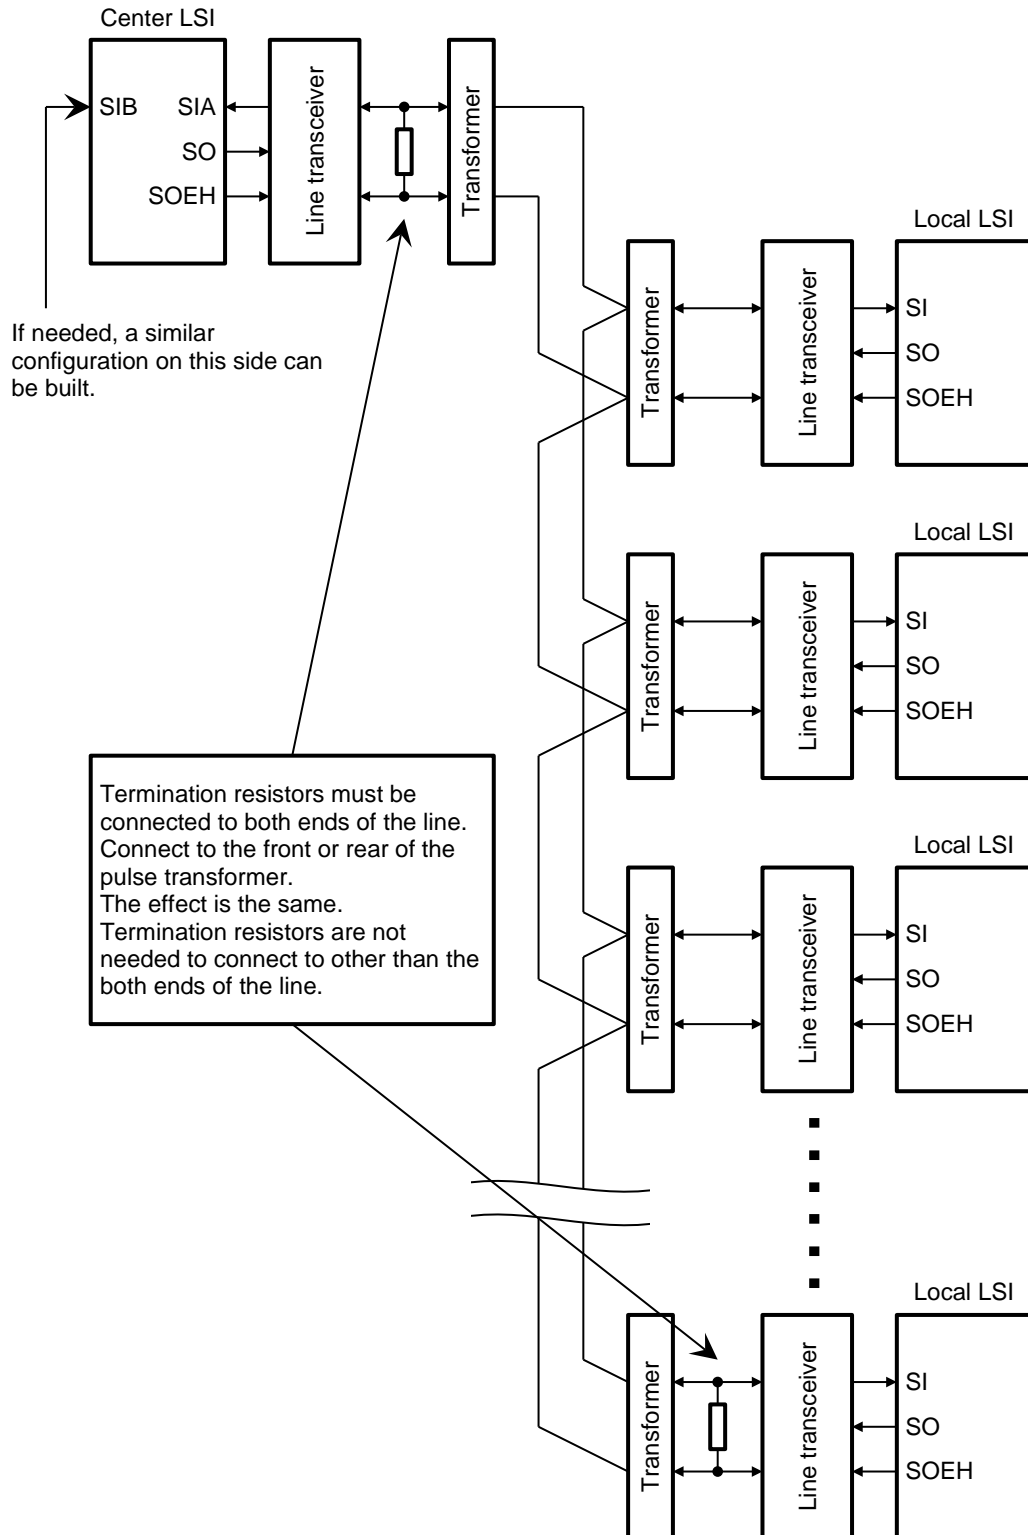 Center LSI
SIB
SIA
SO
SOEH
Line transceiver
Transformer
If needed, a similar
configuration on this side can
be built.
Local LSI
Transformer
Line transceiver
SI
SO
SOEH
Local LSI
Transformer
Line transceiver
SI
SO
SOEH
Termination resistors must be
connected to both ends of the line.
Connect to the front or rear of the
pulse transformer.
The effect is the same.
Termination resistors are not
needed to connect to other than the
both ends of the line.
Local LSI
Transformer
Line transceiver
SI
SO
SOEH
Local LSI
Transformer
Line transceiver
SI
SO
SOEH